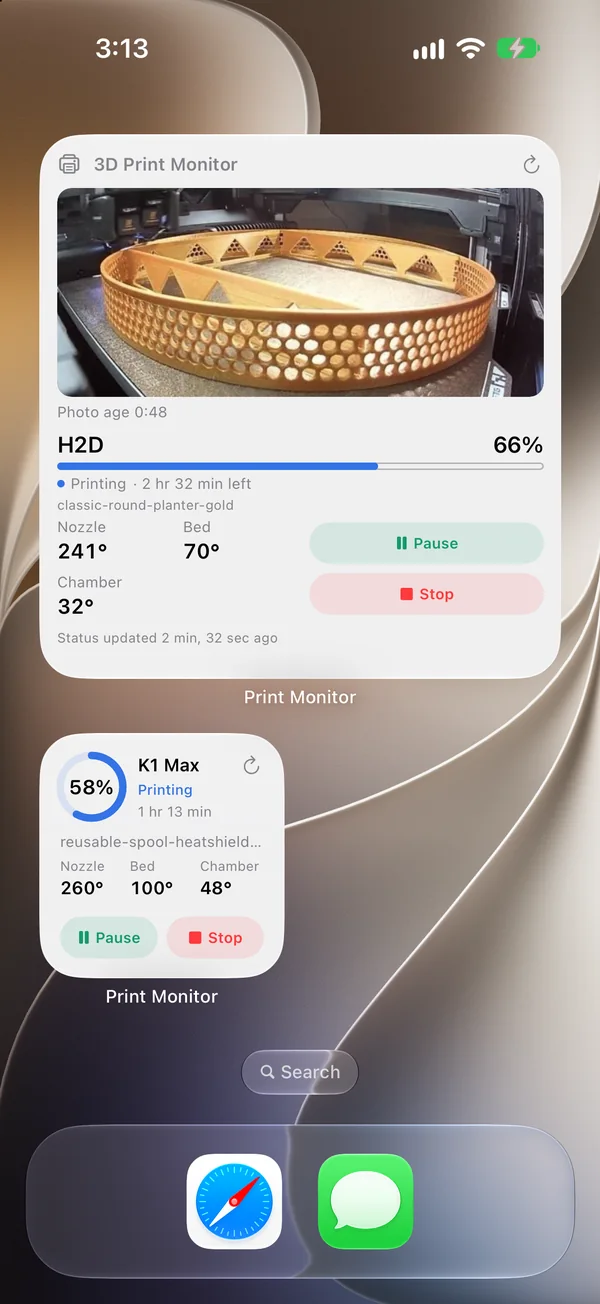 3:13
3D Print Monitor
Photo age 0:48
H2D 66%
Printing · 2 hr 32 min left
classic-round-planter-gold
Nozzle Bed
241° 70°
Pause
Chamber
32°
Stop
Status updated 2 min, 32 sec ago
Print Monitor
58%
K1 Max
Printing
1 hr 13 min
reusable-spool-heatshield...
Nozzle Bed Chamber
260° 100° 48°
Pause Stop
Print Monitor
Search